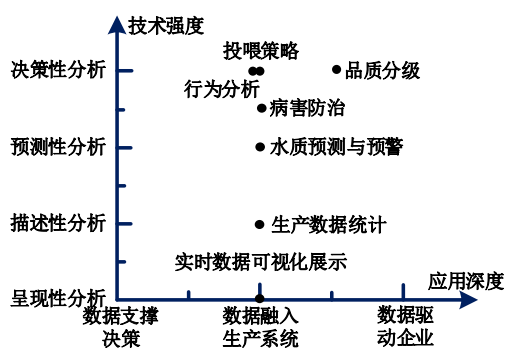 技术强度
投喂策略
决策性分析
品质分级
行为分析
病害防治
预测性分析
水质预测与预警
描述性分析
生产数据统计
实时数据可视化展示
应用深度
呈现性分析
数据支撑
决策
数据融入
生产系统
数据驱
动企业